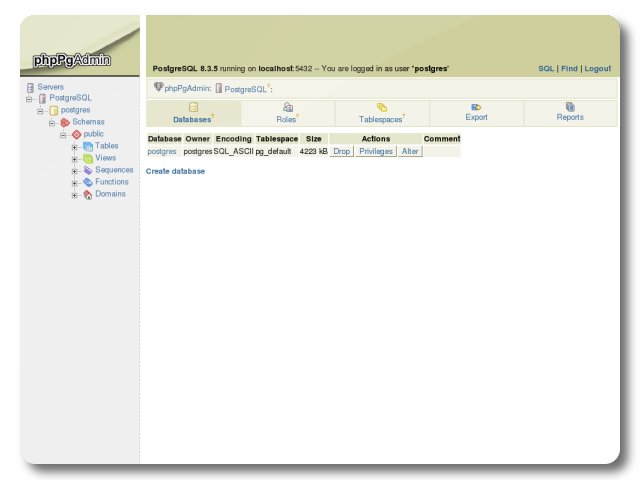 phpPgAdmin
PostgreSQL 8.3.5 running on localhost:5432 -- You are logged in as user "postgres"
SQL | Find | Logout
Servers
PostgreSQL
postgres
Schemas
public
Tables
Views
Sequences
Functions
Domains
phpPgAdmin: PostgreSQL?:
Databases? Roles? Tablespaces? Export Reports
Database Owner Encoding Tablespace Size Actions Comment
postgres postgres SQL_ASCII pg_default 4223 kB Drop Privileges Alter
Create database